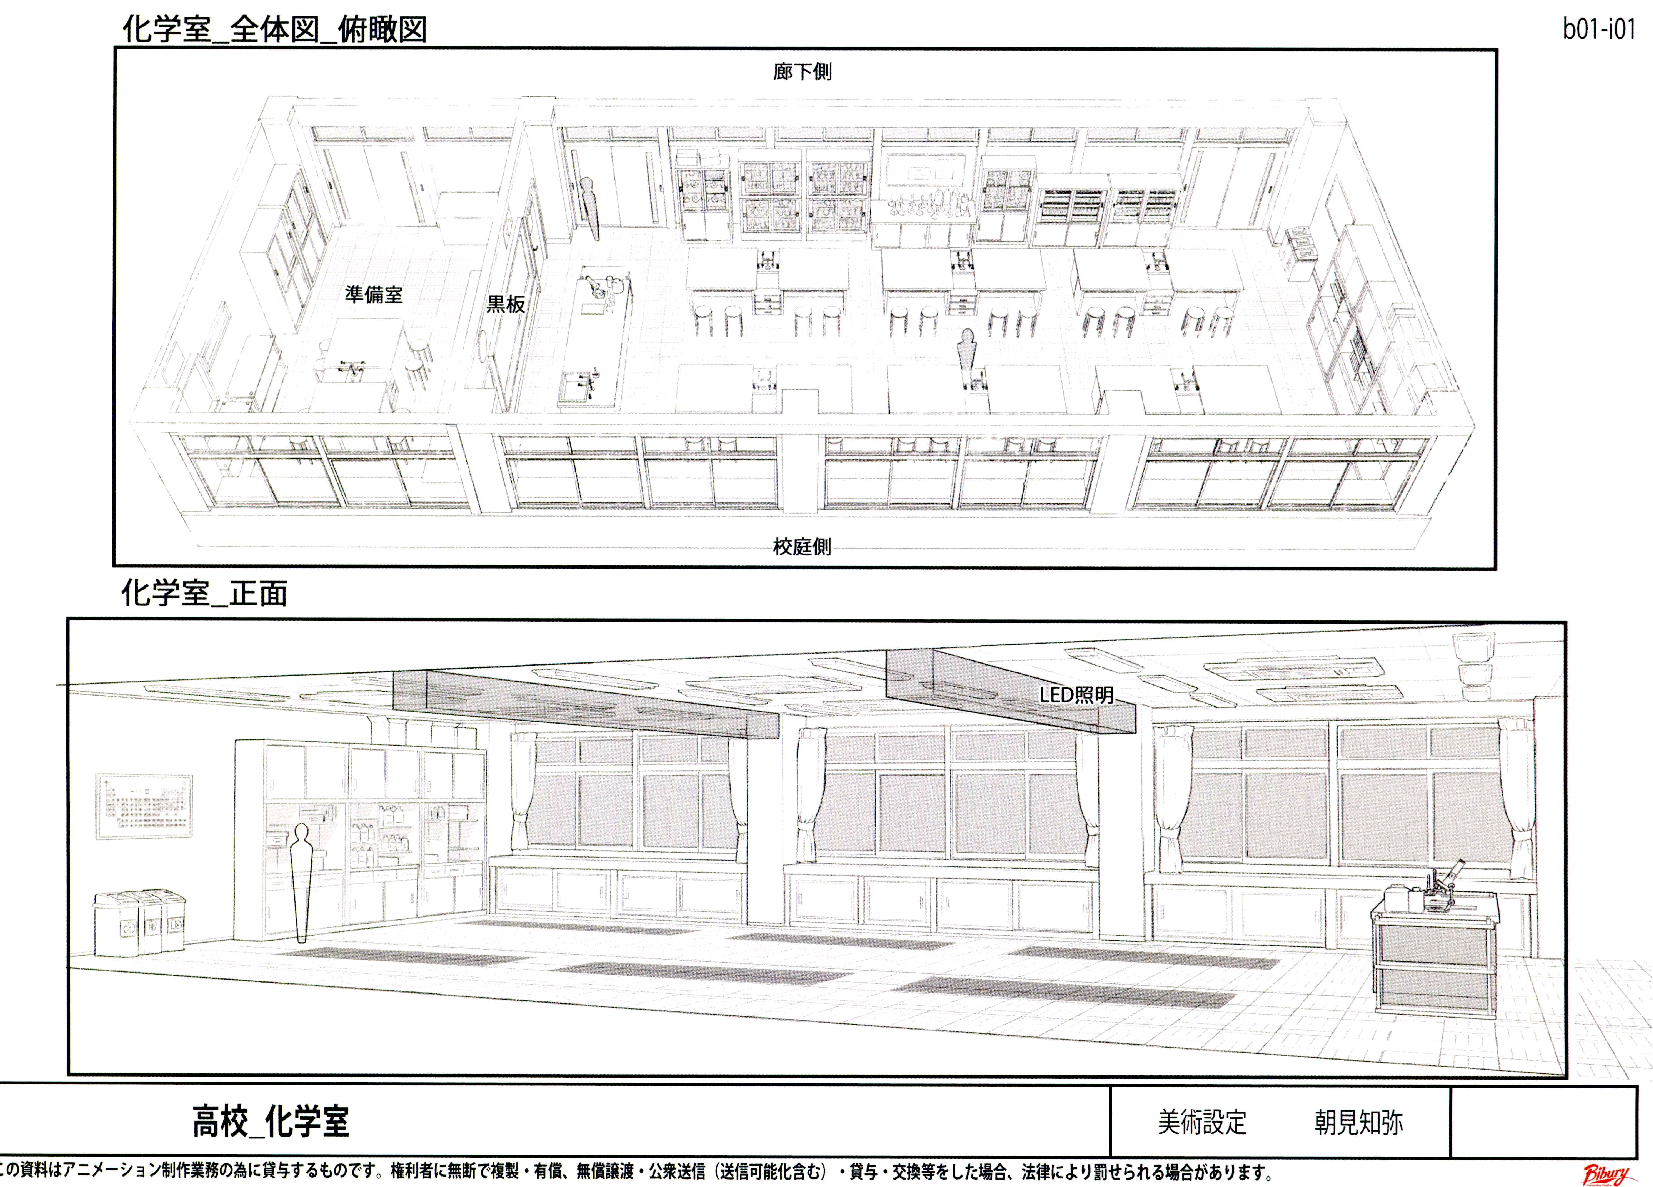 化学室_全体図_俯瞰図
b01-i01
廊下側
準備室
黒板
校庭側
化学室_正面
LED照明
高校_化学室
美術設定 朝見知弥
この資料はアニメーション制作業務の為に貸与するものです。権利者に無断で複製・有償、無償譲渡・公衆送信（送信可能化含む）・貸与・交換等をした場合、法律により罰せられる場合があります。
Bibury